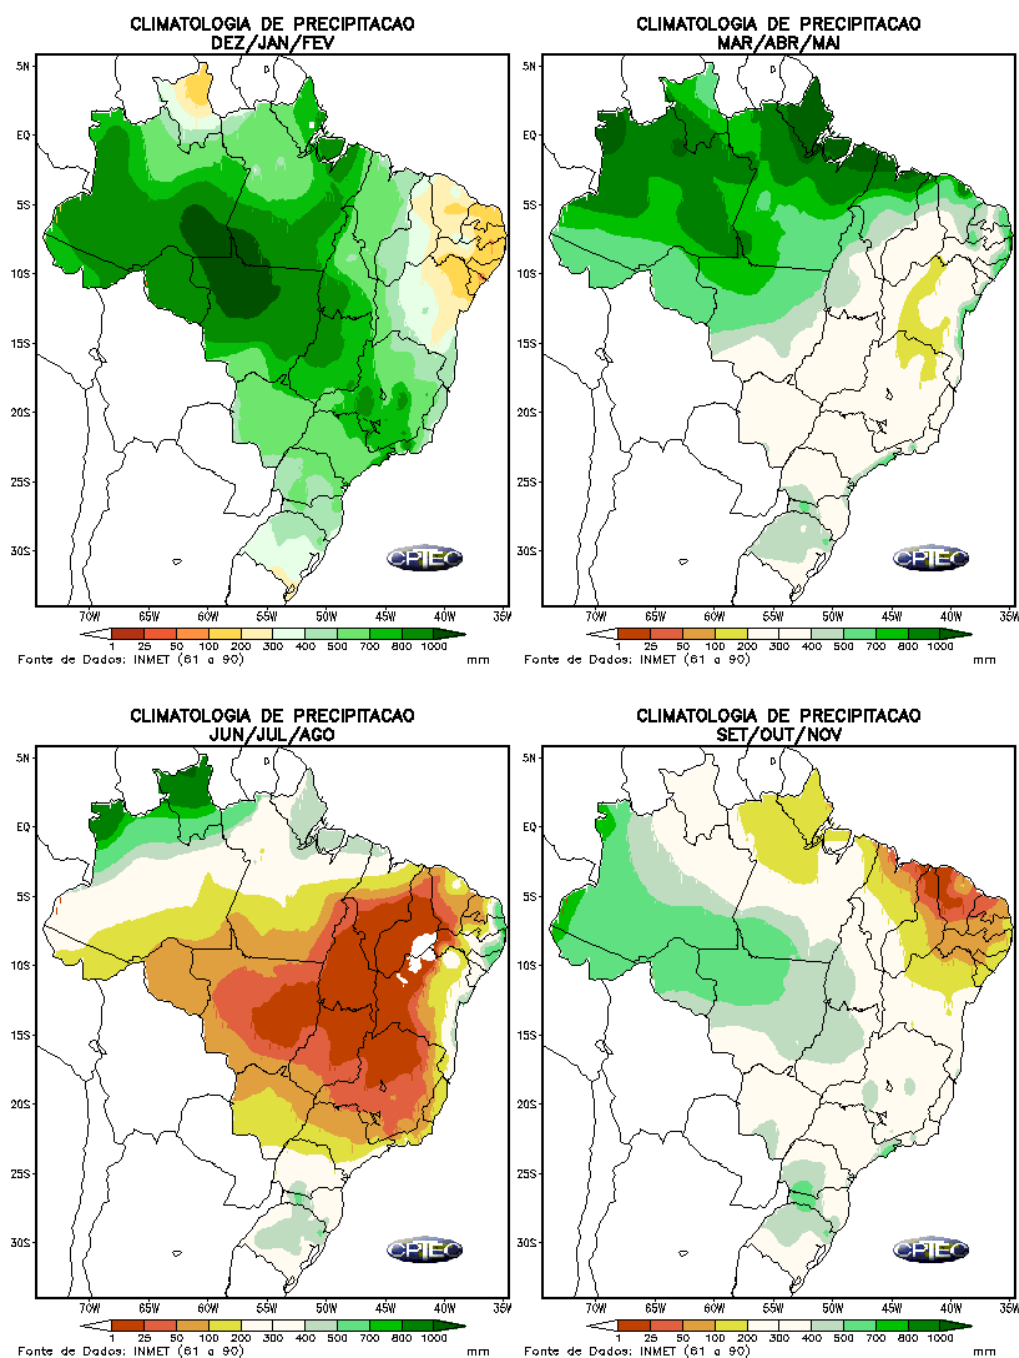 CLIMATOLOGIA DE PRECIPITACAO
DEZ/JAN/FEV
5N
EQ
5S
10S
15S
20S
25S
30S
CPTEC
70W 65W 60W 55W 50W 45W 40W 35W
1 25 50 100 200 300 400 500 700 800 1000
Fonte de Dados: INMET (61 a 90) mm
CLIMATOLOGIA DE PRECIPITACAO
MAR/ABR/MAI
5N
EQ
5S
10S
15S
20S
25S
30S
CPTEC
70W 65W 60W 55W 50W 45W 40W 35W
1 25 50 100 200 300 400 500 700 800 1000
Fonte de Dados: INMET (61 a 90) mm
CLIMATOLOGIA DE PRECIPITACAO
JUN/JUL/AGO
5N
EQ
5S
10S
15S
20S
25S
30S
CPTEC
70W 65W 60W 55W 50W 45W 40W 35W
1 25 50 100 200 300 400 500 700 800 1000
Fonte de Dados: INMET (61 a 90) mm
CLIMATOLOGIA DE PRECIPITACAO
SET/OUT/NOV
5N
EQ
5S
10S
15S
20S
25S
30S
CPTEC
70W 65W 60W 55W 50W 45W 40W 35W
1 25 50 100 200 300 400 500 700 800 1000
Fonte de Dados: INMET (61 a 90) mm